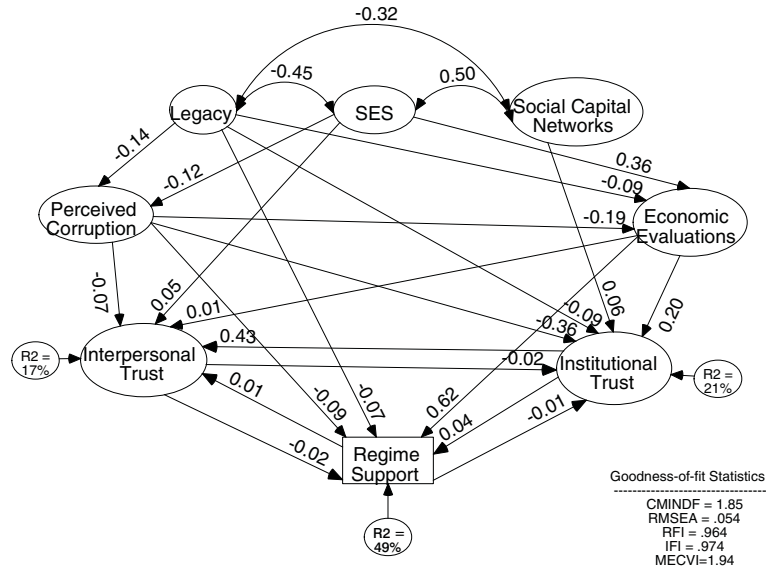 -0.32
-0.45
0.50
Legacy
SES
Social Capital
Networks
-0.14
-0.12
0.36
-0.09
Perceived
Corruption
-0.19
Economic
Evaluations
-0.07
0.05
0.01
0.06
-0.09
0.20
-0.36
R2 =
17%
Interpersonal
Trust
0.43
-0.02
Institutional
Trust
R2 =
21%
0.01
-0.09
-0.07
0.62
0.04
-0.01
-0.02
Regime
Support
R2 =
49%
Goodness-of-fit Statistics
------------------------------
CMINDF = 1.85
RMSEA = .054
RFI = .964
IFI = .974
MECVI=1.94